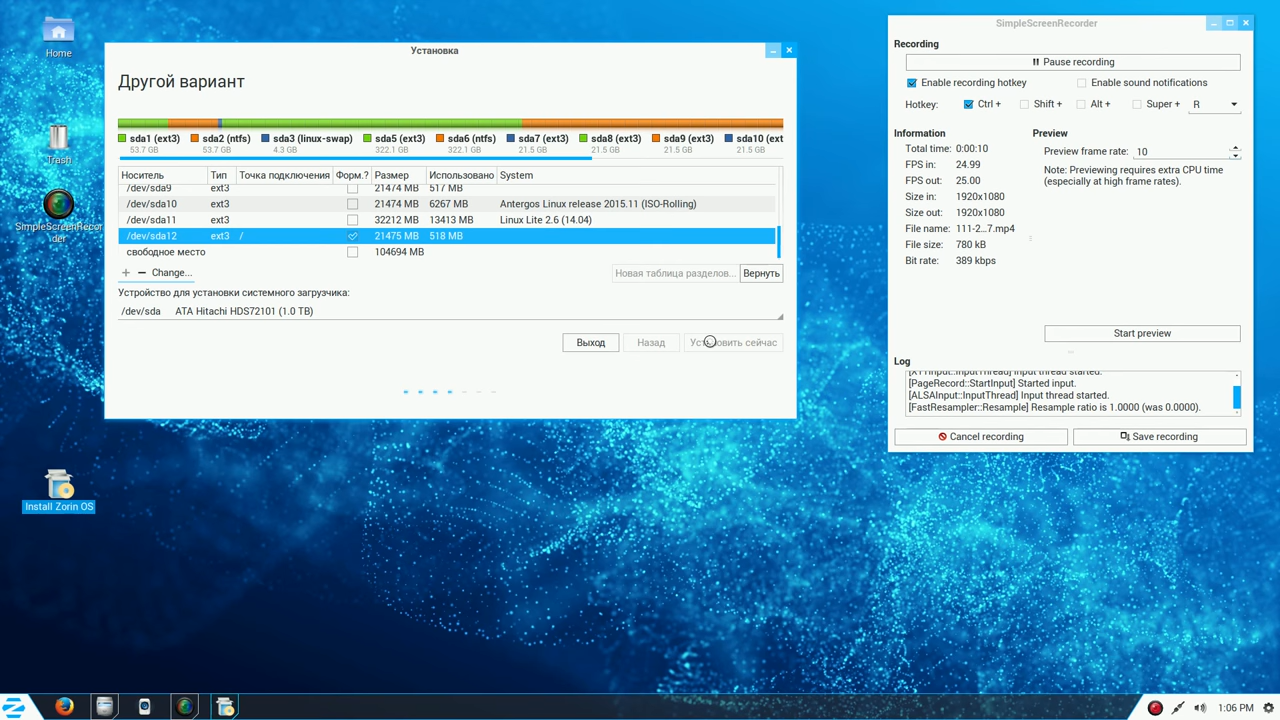 Home
Trash
SimpleScreenRecor
der
Install Zorin OS
Установка
Другой вариант
sda1 (ext3) sda2 (ntfs) sda3 (linux-swap) sda5 (ext3) sda6 (ntfs) sda7 (ext3) sda8 (ext3) sda9 (ext3) sda10 (ext
53.7 GB 53.7 GB 4.3 GB 322.1 GB 322.1 GB 21.5 GB 21.5 GB 21.5 GB 21.5 GB
Носитель Тип Точка подключения Форм.? Размер Использовано System
/dev/sda9 ext3 21474 MB 517 MB
/dev/sda10 ext3 21474 MB 6267 MB Antergos Linux release 2015.11 (ISO-Rolling)
/dev/sda11 ext3 32212 MB 13413 MB Linux Lite 2.6 (14.04)
/dev/sda12 ext3 / 21475 MB 518 MB
свободное место 104694 MB
+ − Change... Новая таблица разделов... Вернуть
Устройство для установки системного загрузчика:
/dev/sda ATA Hitachi HDS72101 (1.0 TB)
Выход Назад Установить сейчас
SimpleScreenRecorder
Recording
Pause recording
Enable recording hotkey Enable sound notifications
Hotkey: Ctrl + Shift + Alt + Super + R
Information
Total time: 0:00:10
FPS in: 24.99
FPS out: 25.00
Size in: 1920x1080
Size out: 1920x1080
File name: 111-2...7.mp4
File size: 780 kB
Bit rate: 389 kbps
Preview
Preview frame rate: 10
Note: Previewing requires extra CPU time
(especially at high frame rates).
Start preview
Log
[X11Input::InputThread] Input thread started.
[PageRecord::StartInput] Started input.
[ALSAInput::InputThread] Input thread started.
[FastResampler::Resample] Resample ratio is 1.0000 (was 0.0000).
Cancel recording Save recording
1:06 PM